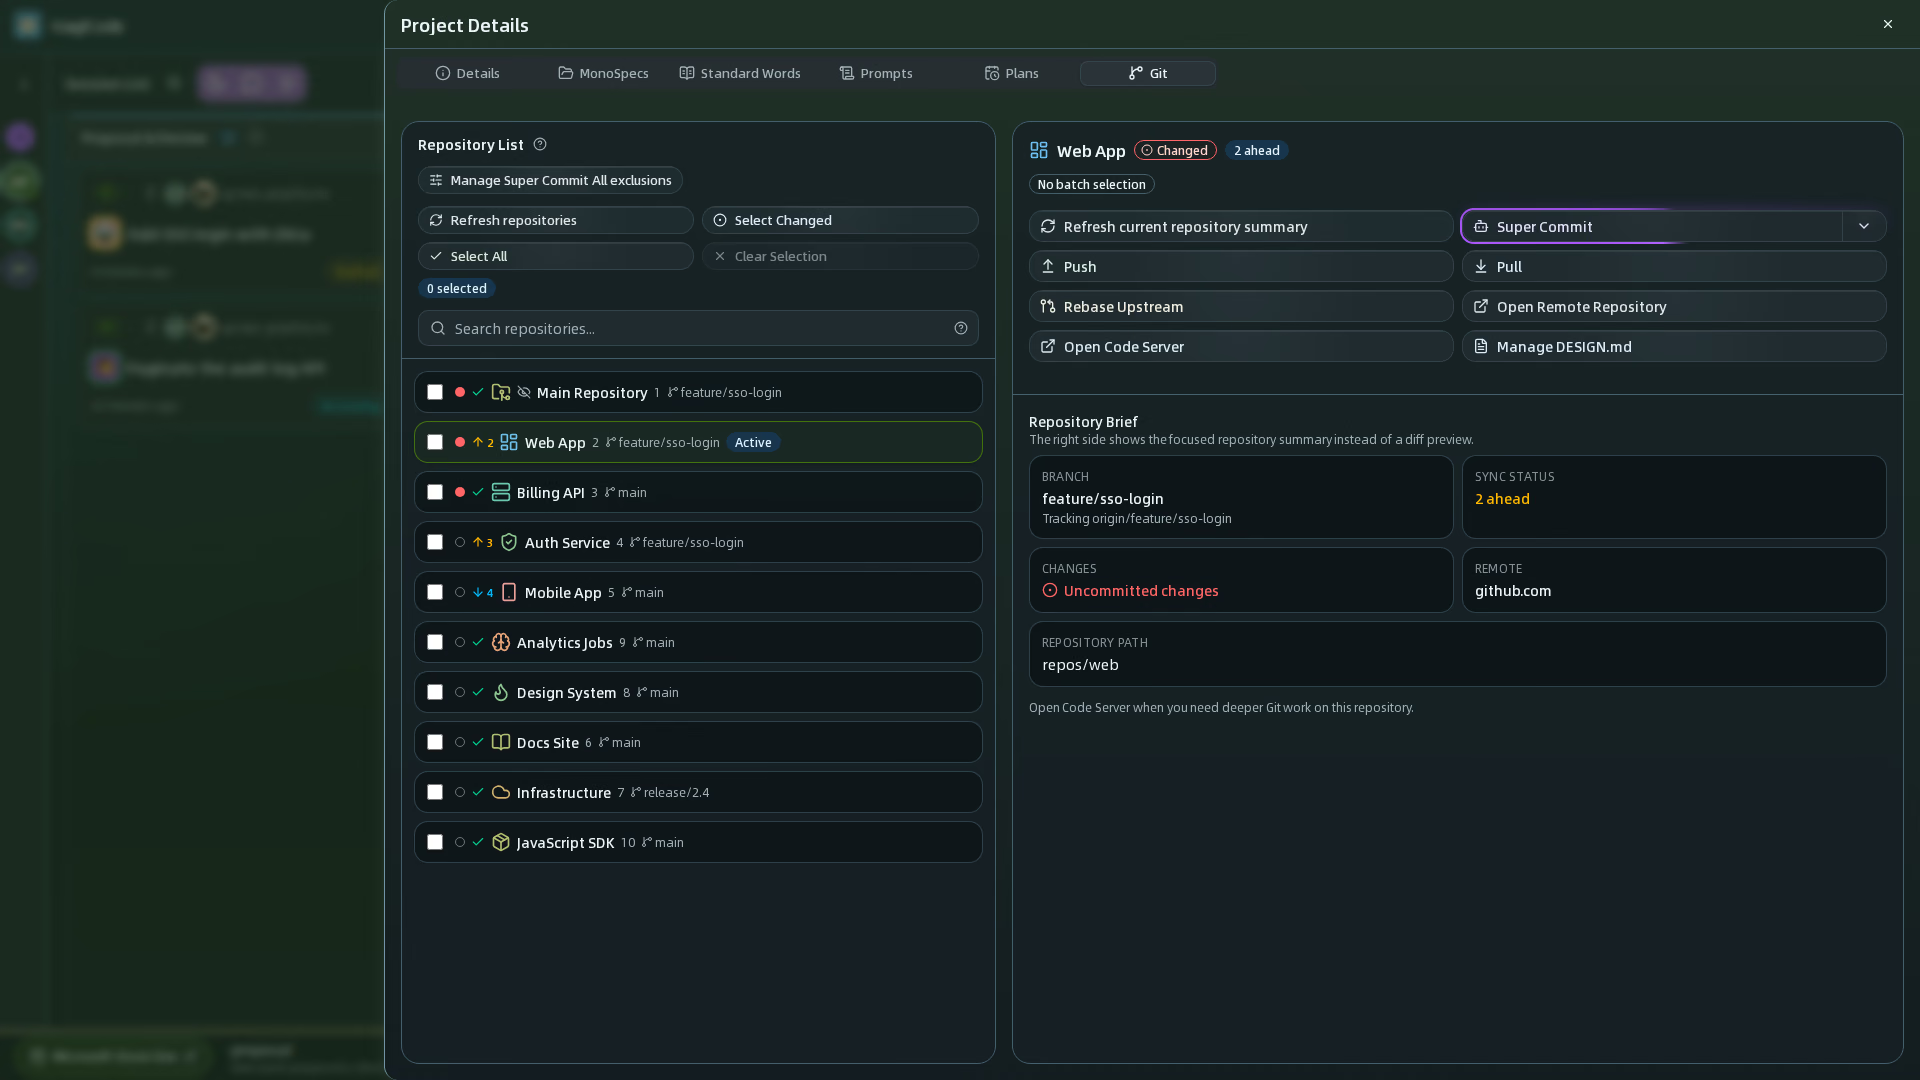 Project Details
Details
MonoSpecs
Standard Words
Prompts
Plans
Git
Repository List
Manage Super Commit All exclusions
Refresh repositories
Select Changed
Select All
Clear Selection
0 selected
Search repositories...
Main Repository 1 feature/sso-login
2 Web App 2 feature/sso-login Active
Billing API 3 main
3 Auth Service 4 feature/sso-login
4 Mobile App 5 main
Analytics Jobs 9 main
Design System 8 main
Docs Site 6 main
Infrastructure 7 release/2.4
JavaScript SDK 10 main
Web App Changed 2 ahead
No batch selection
Refresh current repository summary
Super Commit
Push
Pull
Rebase Upstream
Open Remote Repository
Open Code Server
Manage DESIGN.md
Repository Brief
The right side shows the focused repository summary instead of a diff preview.
BRANCH
feature/sso-login
Tracking origin/feature/sso-login
SYNC STATUS
2 ahead
CHANGES
Uncommitted changes
REMOTE
github.com
REPOSITORY PATH
repos/web
Open Code Server when you need deeper Git work on this repository.